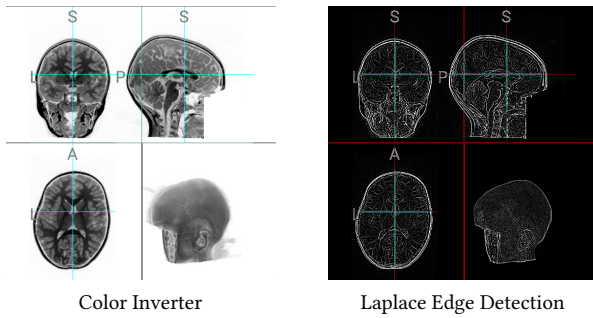 S S
L P
A
L
S S
L P
A
L
Color Inverter
Laplace Edge Detection